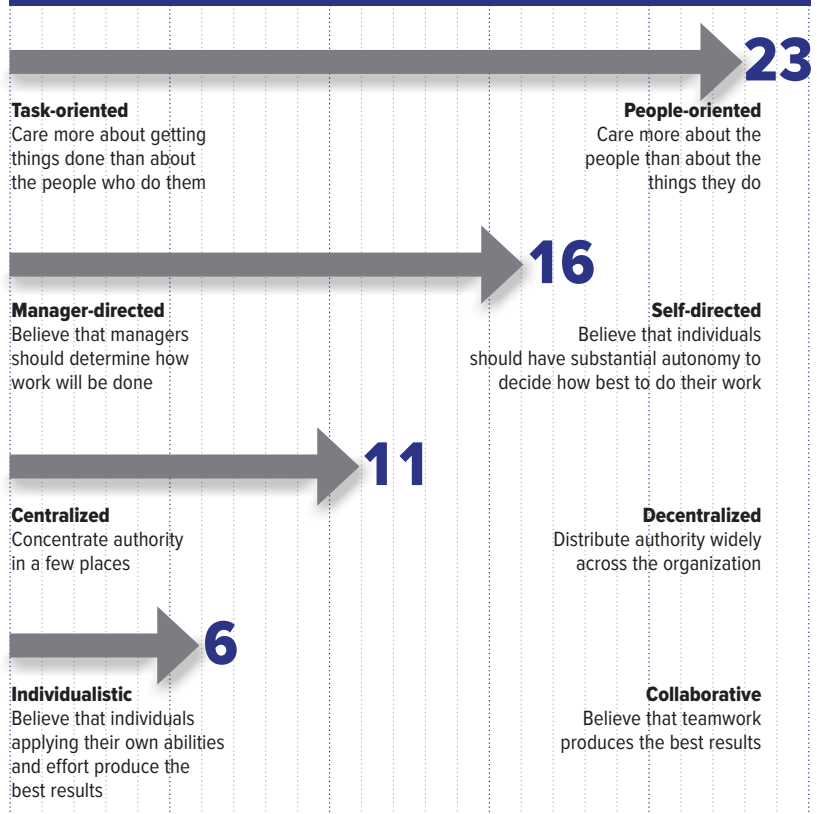 23
Task-oriented
Care more about getting
things done than about
the people who do them
People-oriented
Care more about the
people than about the
things they do
16
Manager-directed
Believe that managers
should determine how
work will be done
Self-directed
Believe that individuals
should have substantial autonomy to
decide how best to do their work
11
Centralized
Concentrate authority
in a few places
Decentralized
Distribute authority widely
across the organization
6
Individualistic
Believe that individuals
applying their own abilities
and effort produce the
best results
Collaborative
Believe that teamwork
produces the best results